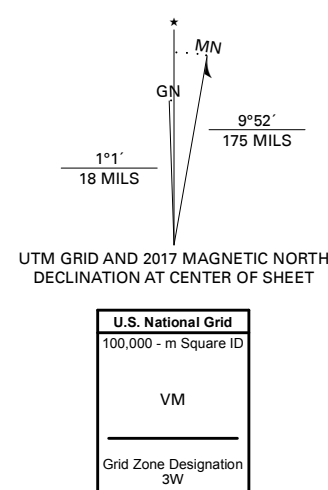 ★
MN
GN
9°52´
175 MILS
1°1´
18 MILS
UTM GRID AND 2017 MAGNETIC NORTH
DECLINATION AT CENTER OF SHEET
U.S. National Grid
100,000 - m Square ID
VM
Grid Zone Designation
3W